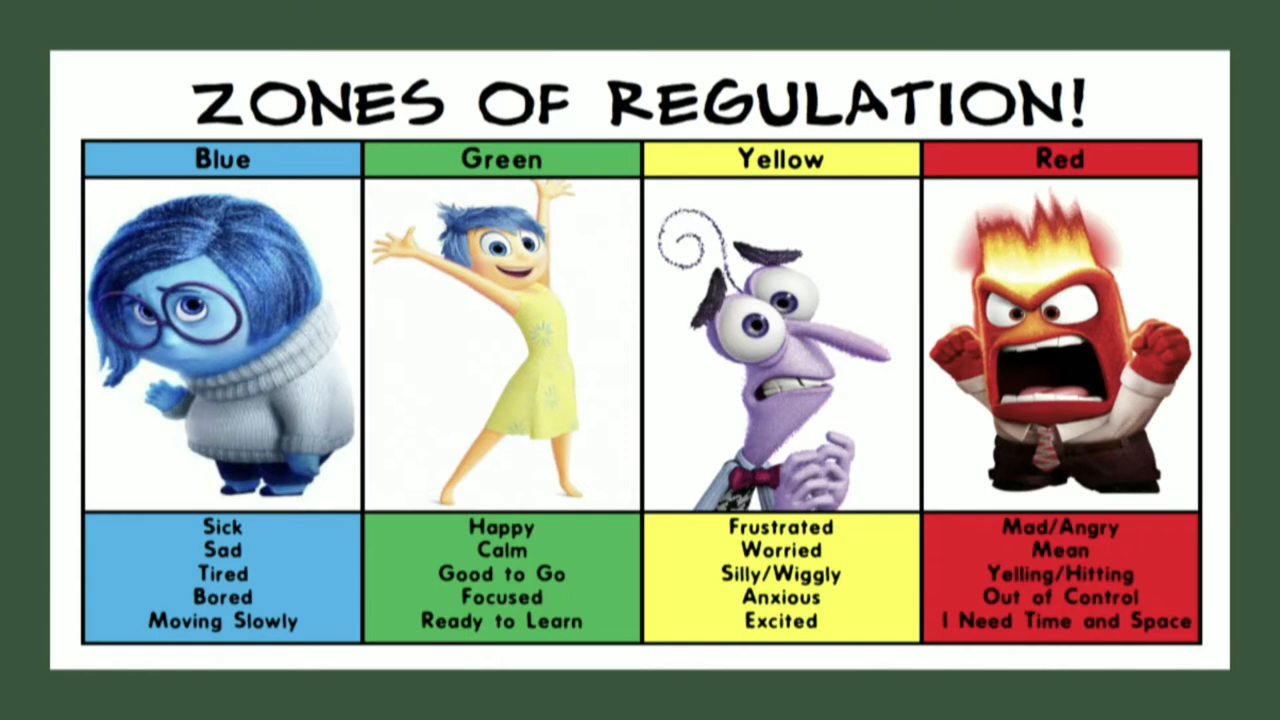 ZONES OF REGULATION!
Blue
Green
Yellow
Red
Sick
Sad
Tired
Bored
Moving Slowly
Happy
Calm
Good to Go
Focused
Ready to Learn
Frustrated
Worried
Silly/Wiggly
Anxious
Excited
Mad/Angry
Mean
Yelling/Hitting
Out of Control
I Need Time and Space